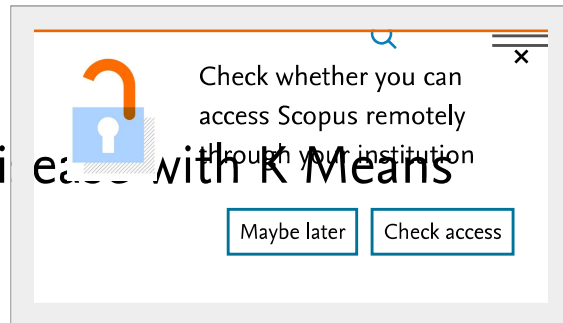 Check whether you can
access Scopus remotely
through your institution
with K Means
Maybe later
Check access